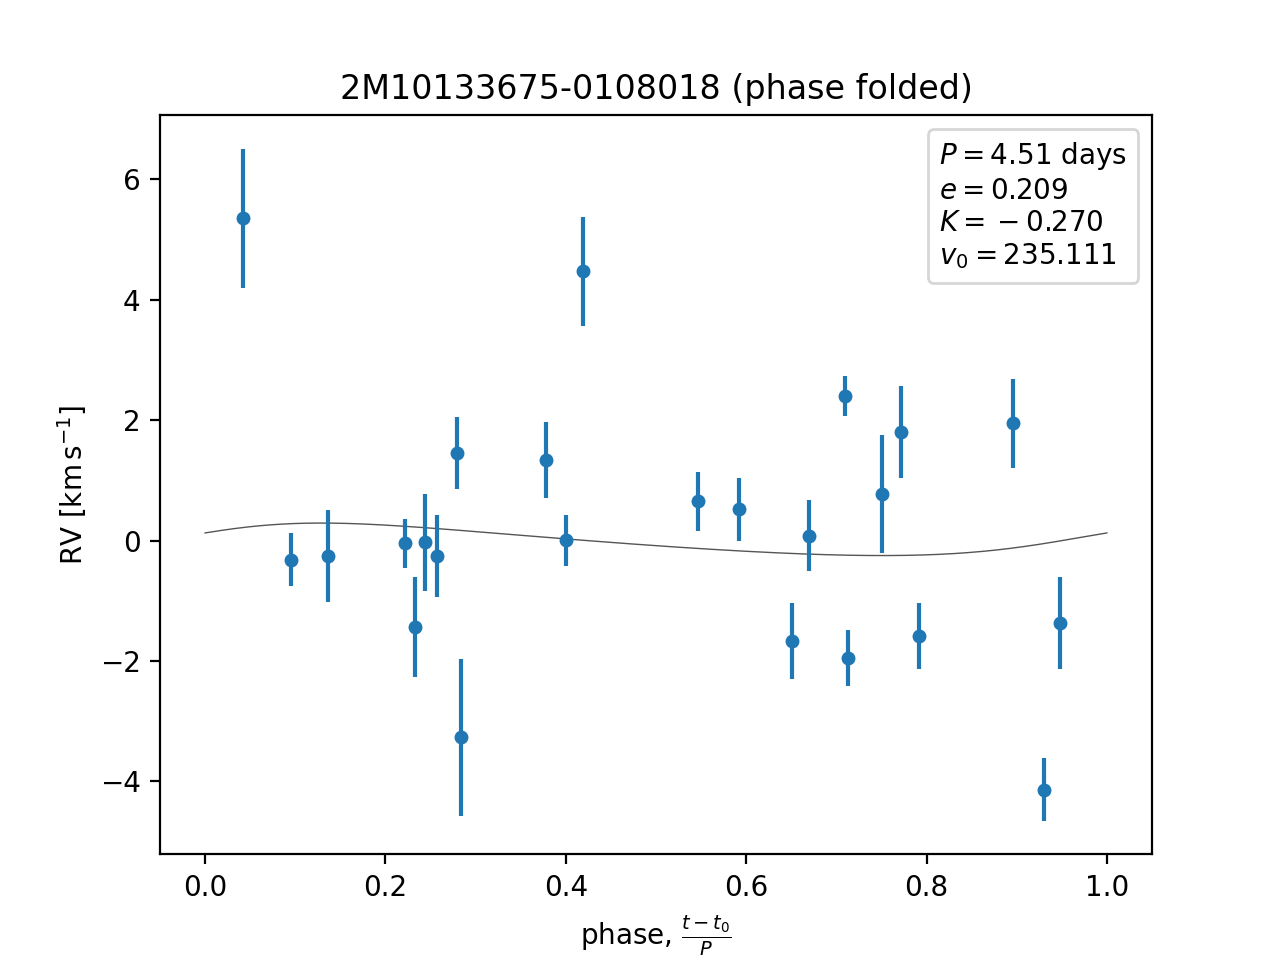 2M10133675-0108018 (phase folded)
P = 4.51 days
e = 0.209
K = −0.270
v₀ = 235.111
RV [km s⁻¹]
6
4
2
0
−2
−4
0.0 0.2 0.4 0.6 0.8 1.0
phase, (t − t₀)/P